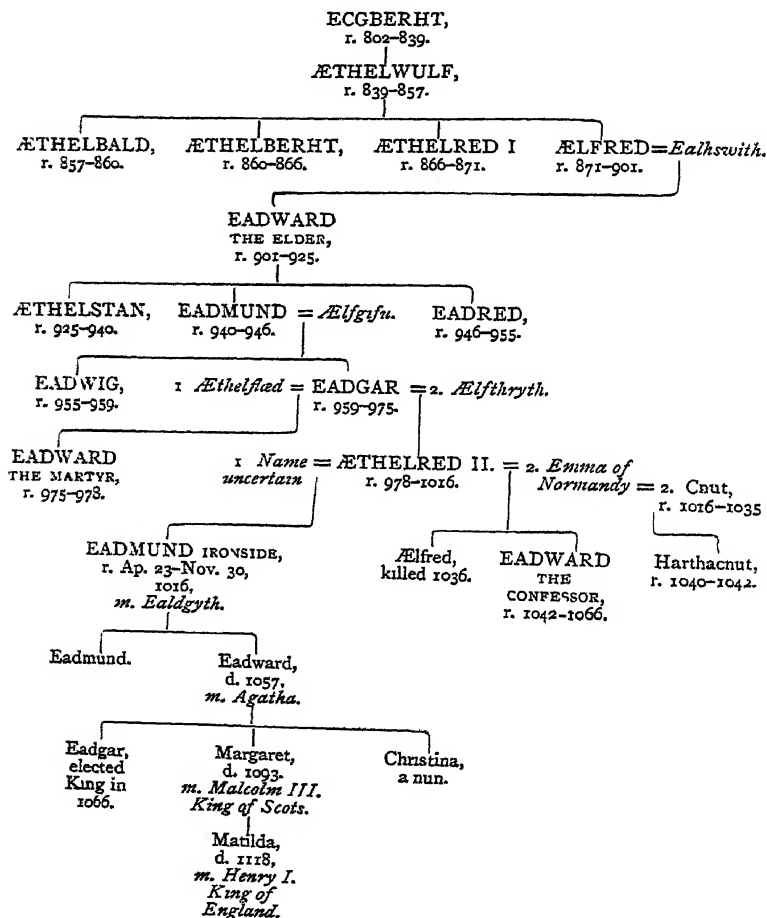 ECGBERHT,
r. 802–839.
ÆTHELWULF,
r. 839–857.
ÆTHELBALD,
r. 857–860.
ÆTHELBERHT,
r. 860–866.
ÆTHELRED I
r. 866–871.
ÆLFRED = Ealhswith.
r. 871–901.
EADWARD
THE ELDER,
r. 901–925.
ÆTHELSTAN,
r. 925–940.
EADMUND = Ælfgifu.
r. 940–946.
EADRED,
r. 946–955.
EADWIG,
r. 955–959.
1 Æthelflæd = EADGAR = 2. Ælfthryth.
r. 959–975.
EADWARD
THE MARTYR,
r. 975–978.
1 Name = ÆTHELRED II. = 2. Emma of
uncertain
r. 978–1016.
Normandy = 2. Cnut,
r. 1016–1035
EADMUND IRONSIDE,
r. Ap. 23–Nov. 30,
1016,
m. Ealdgyth.
Ælfred,
killed 1036.
EADWARD
THE
CONFESSOR,
r. 1042–1066.
Harthacnut,
r. 1040–1042.
Eadmund.
Eadward,
d. 1057,
m. Agatha.
Eadgar,
elected
King in
1066.
Margaret,
d. 1093.
m. Malcolm III.
King of Scots.
Christina,
a nun.
Matilda,
d. 1118,
m. Henry I.
King of
England.